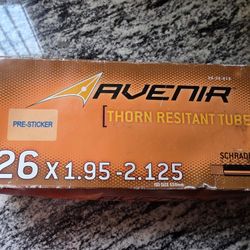 AVENIR
[THORN RESITANT TUBE
PRE-STICKER
26 X 1.95-2.125
SCHRADE